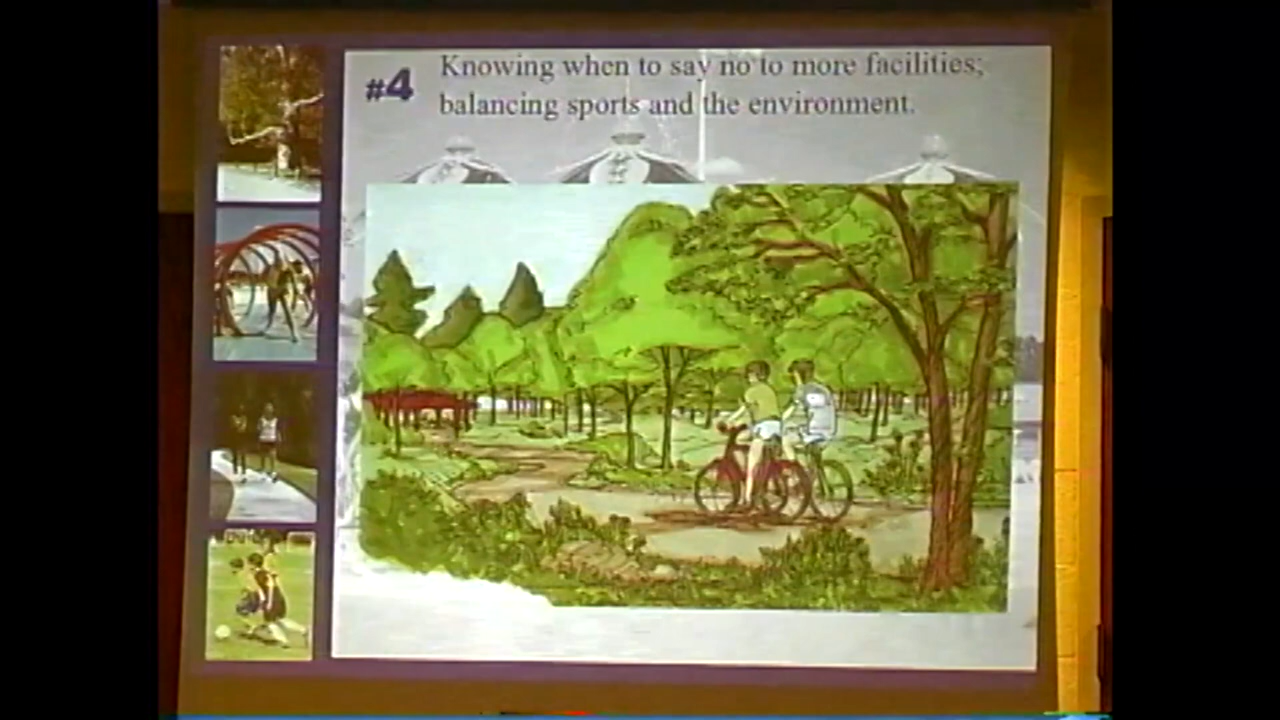 #4
Knowing when to say no to more facilities;
balancing sports and the environment.